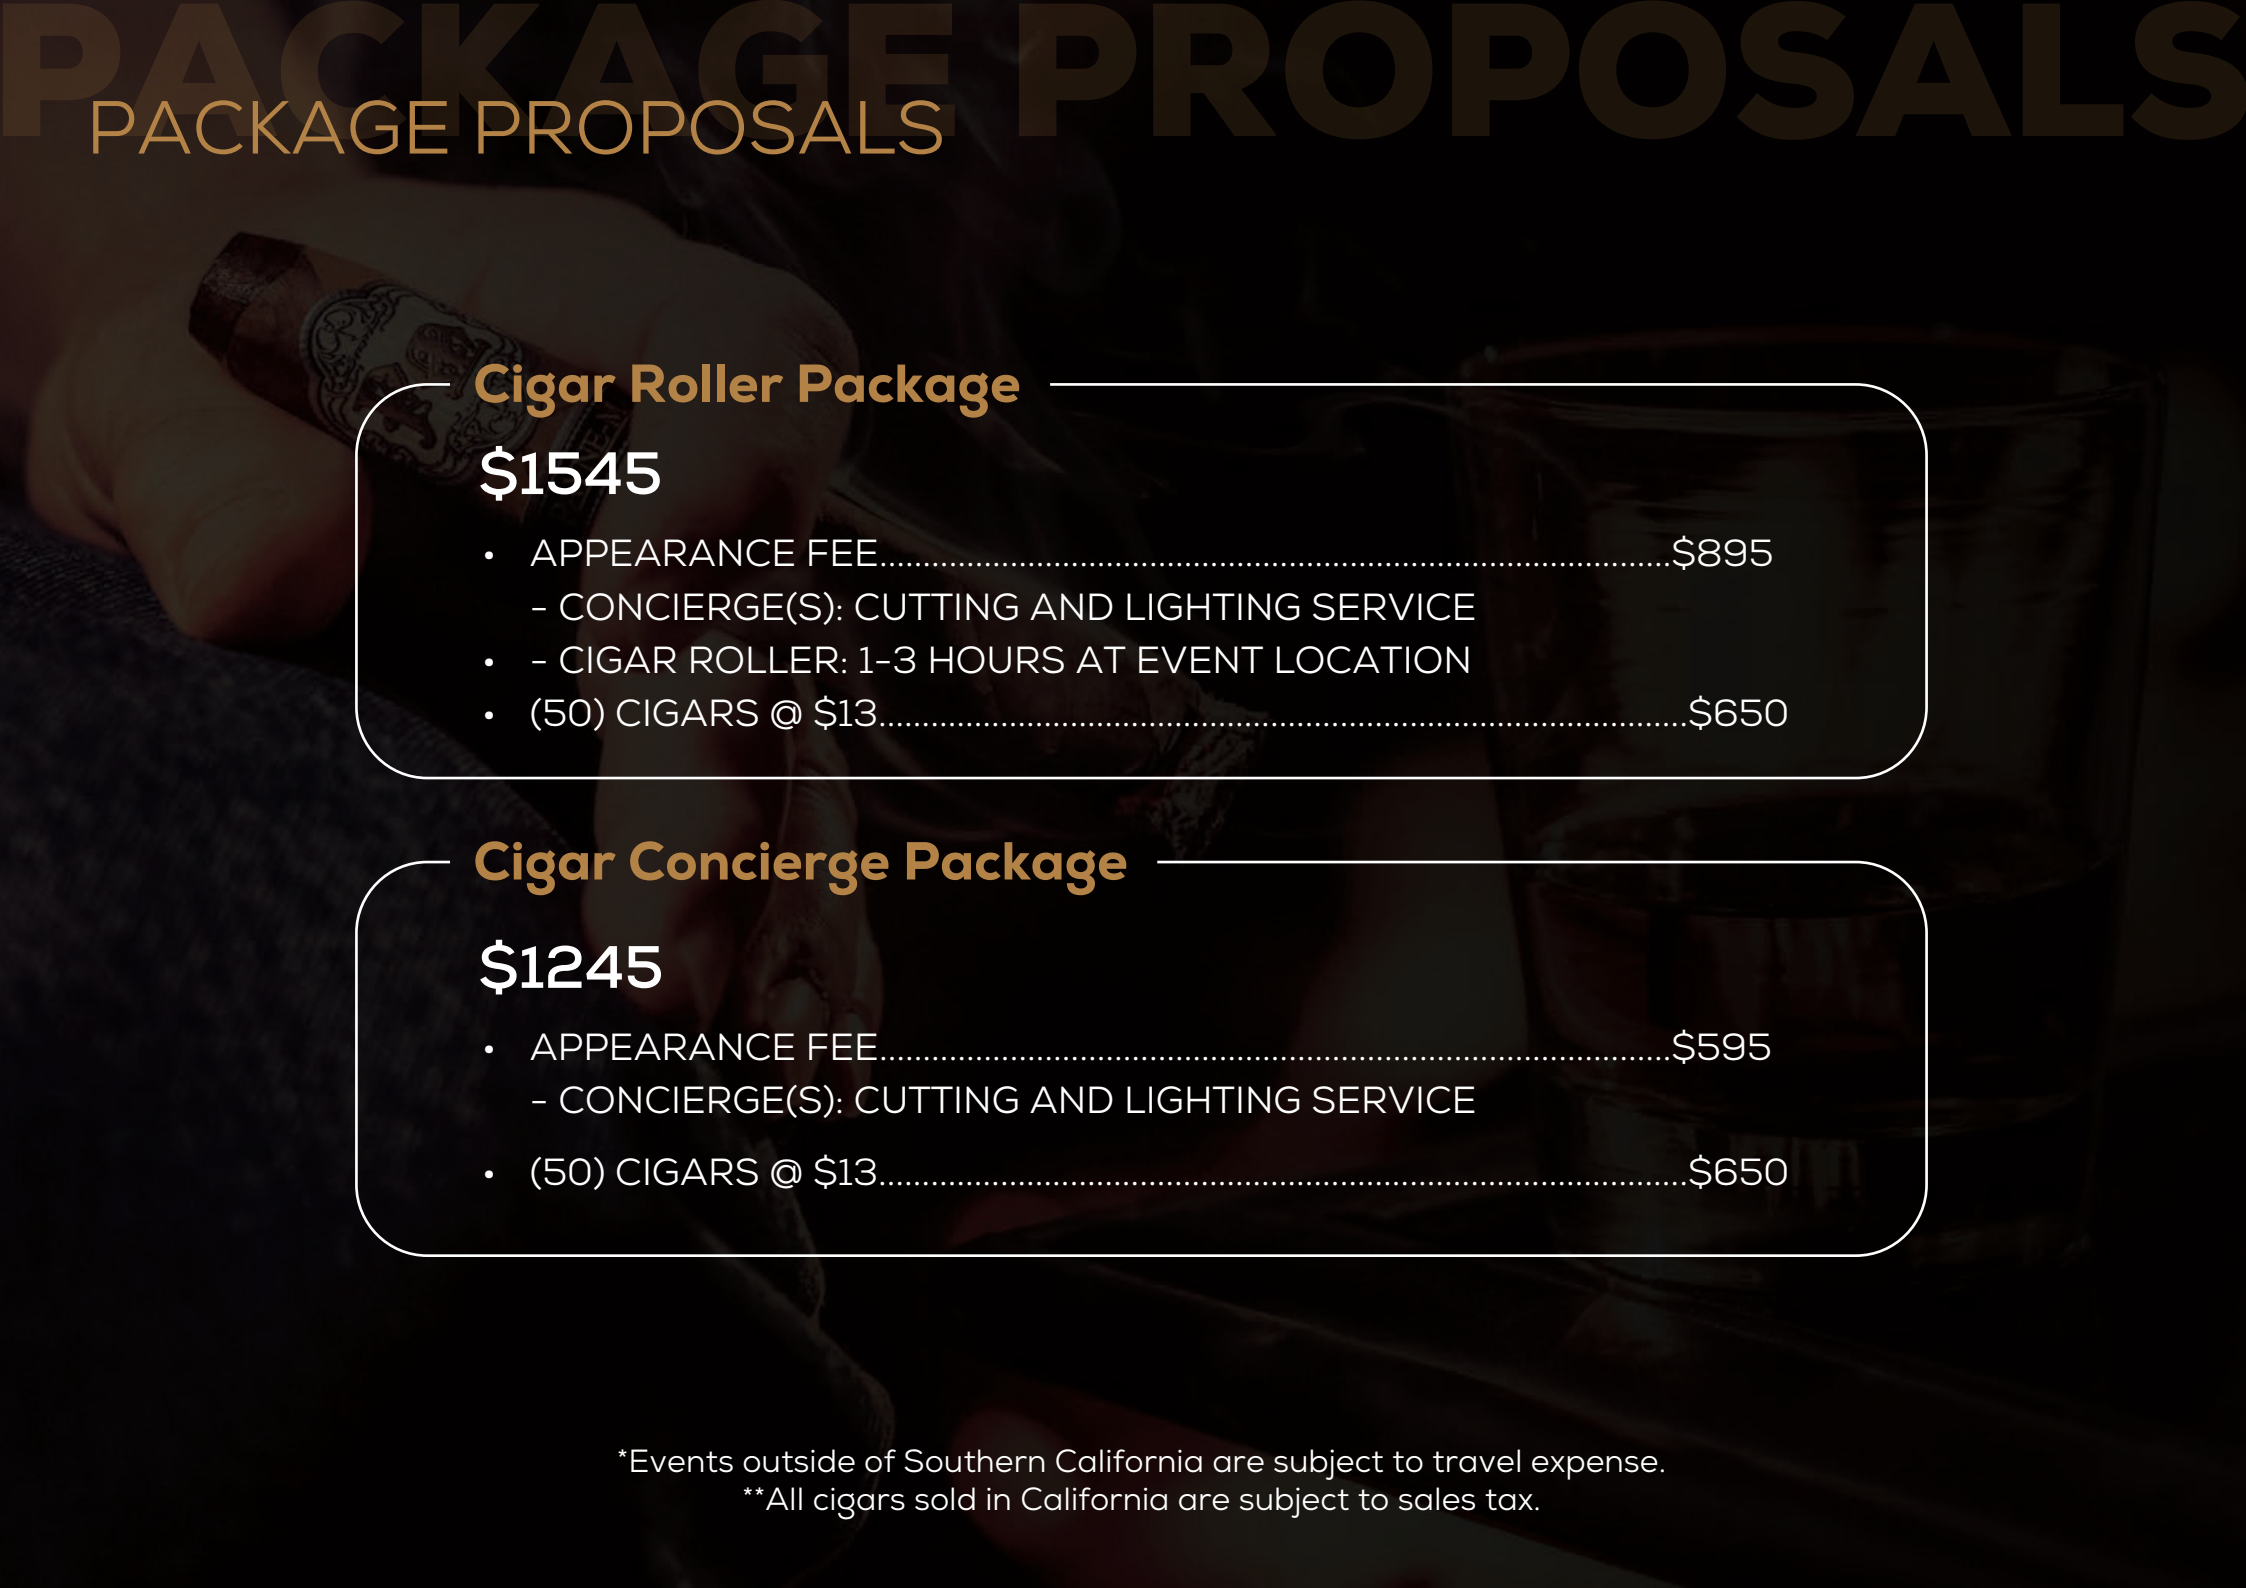 PACKAGE PROPOSALS
PACKAGE PROPOSALS
Cigar Roller Package
$1545
• APPEARANCE FEE..........................................................................................$895
- CONCIERGE(S): CUTTING AND LIGHTING SERVICE
• - CIGAR ROLLER: 1-3 HOURS AT EVENT LOCATION
• (50) CIGARS @ $13............................................................................................$650
Cigar Concierge Package
$1245
• APPEARANCE FEE..........................................................................................$595
- CONCIERGE(S): CUTTING AND LIGHTING SERVICE
• (50) CIGARS @ $13............................................................................................$650
*Events outside of Southern California are subject to travel expense.
**All cigars sold in California are subject to sales tax.